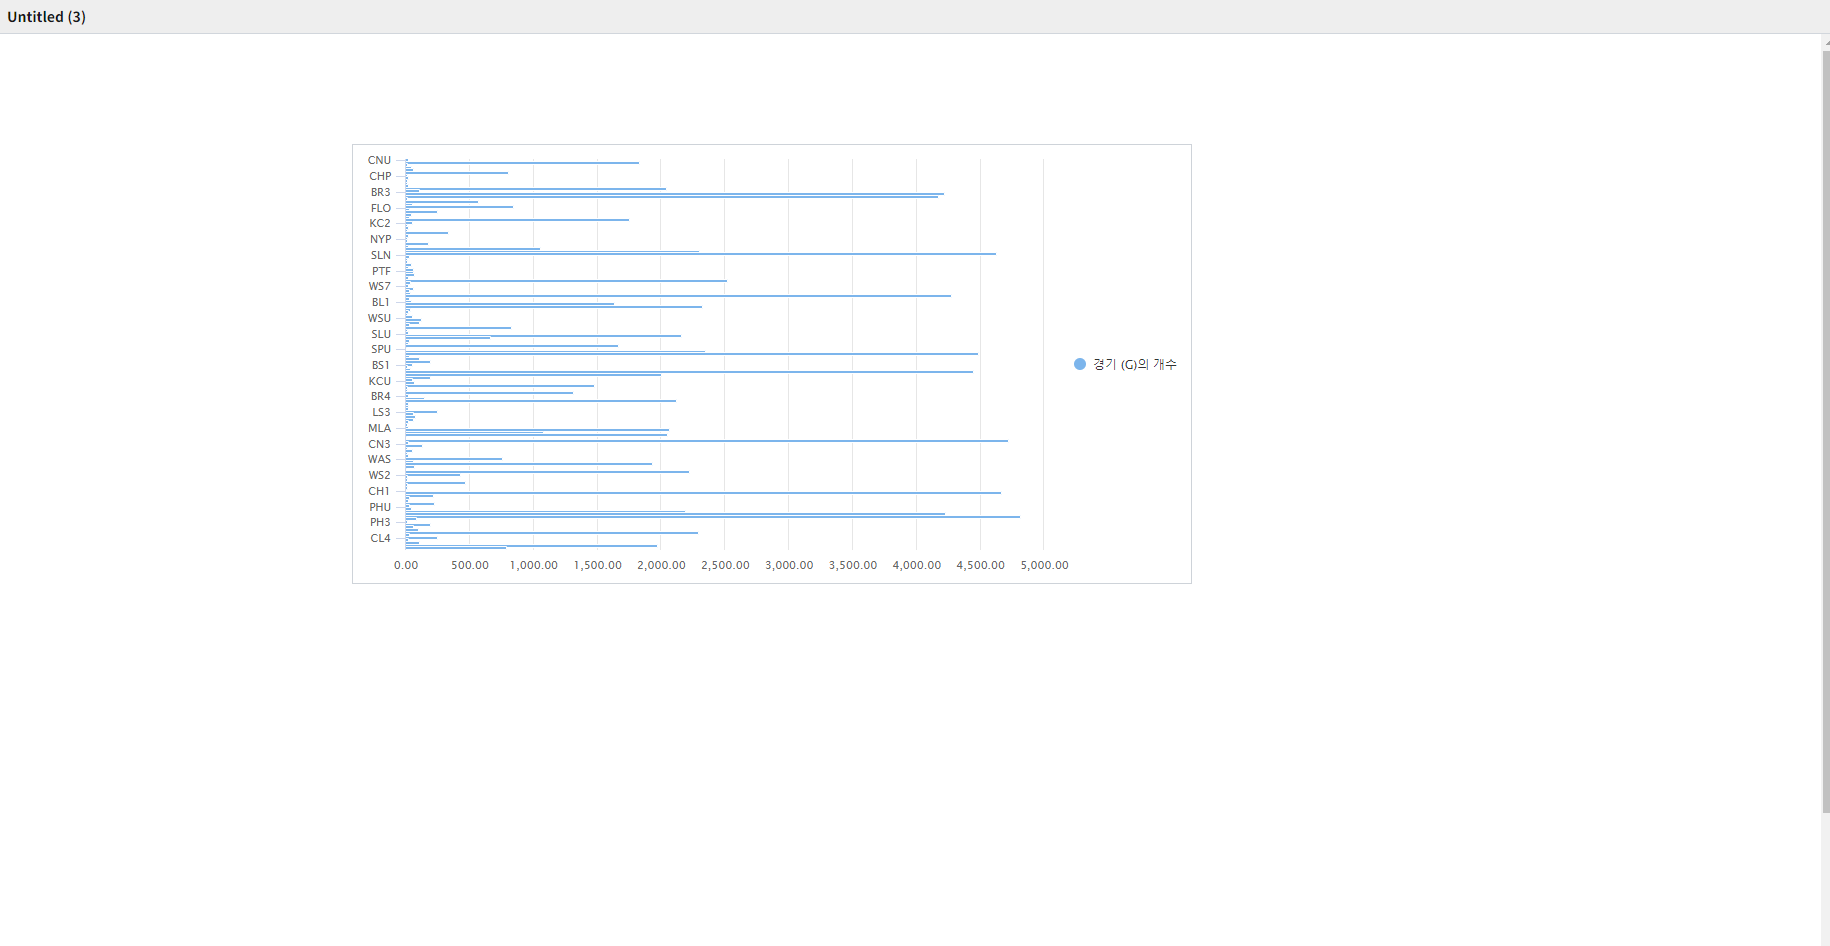 Untitled (3)
CNU
CHP
BR3
FLO
KC2
NYP
SLN
PTF
WS7
BL1
WSU
SLU
SPU
BS1
KCU
BR4
LS3
MLA
CN3
WAS
WS2
CH1
PHU
PH3
CL4
0.00 500.00 1,000.00 1,500.00 2,000.00 2,500.00 3,000.00 3,500.00 4,000.00 4,500.00 5,000.00
경기 (G)의 개수